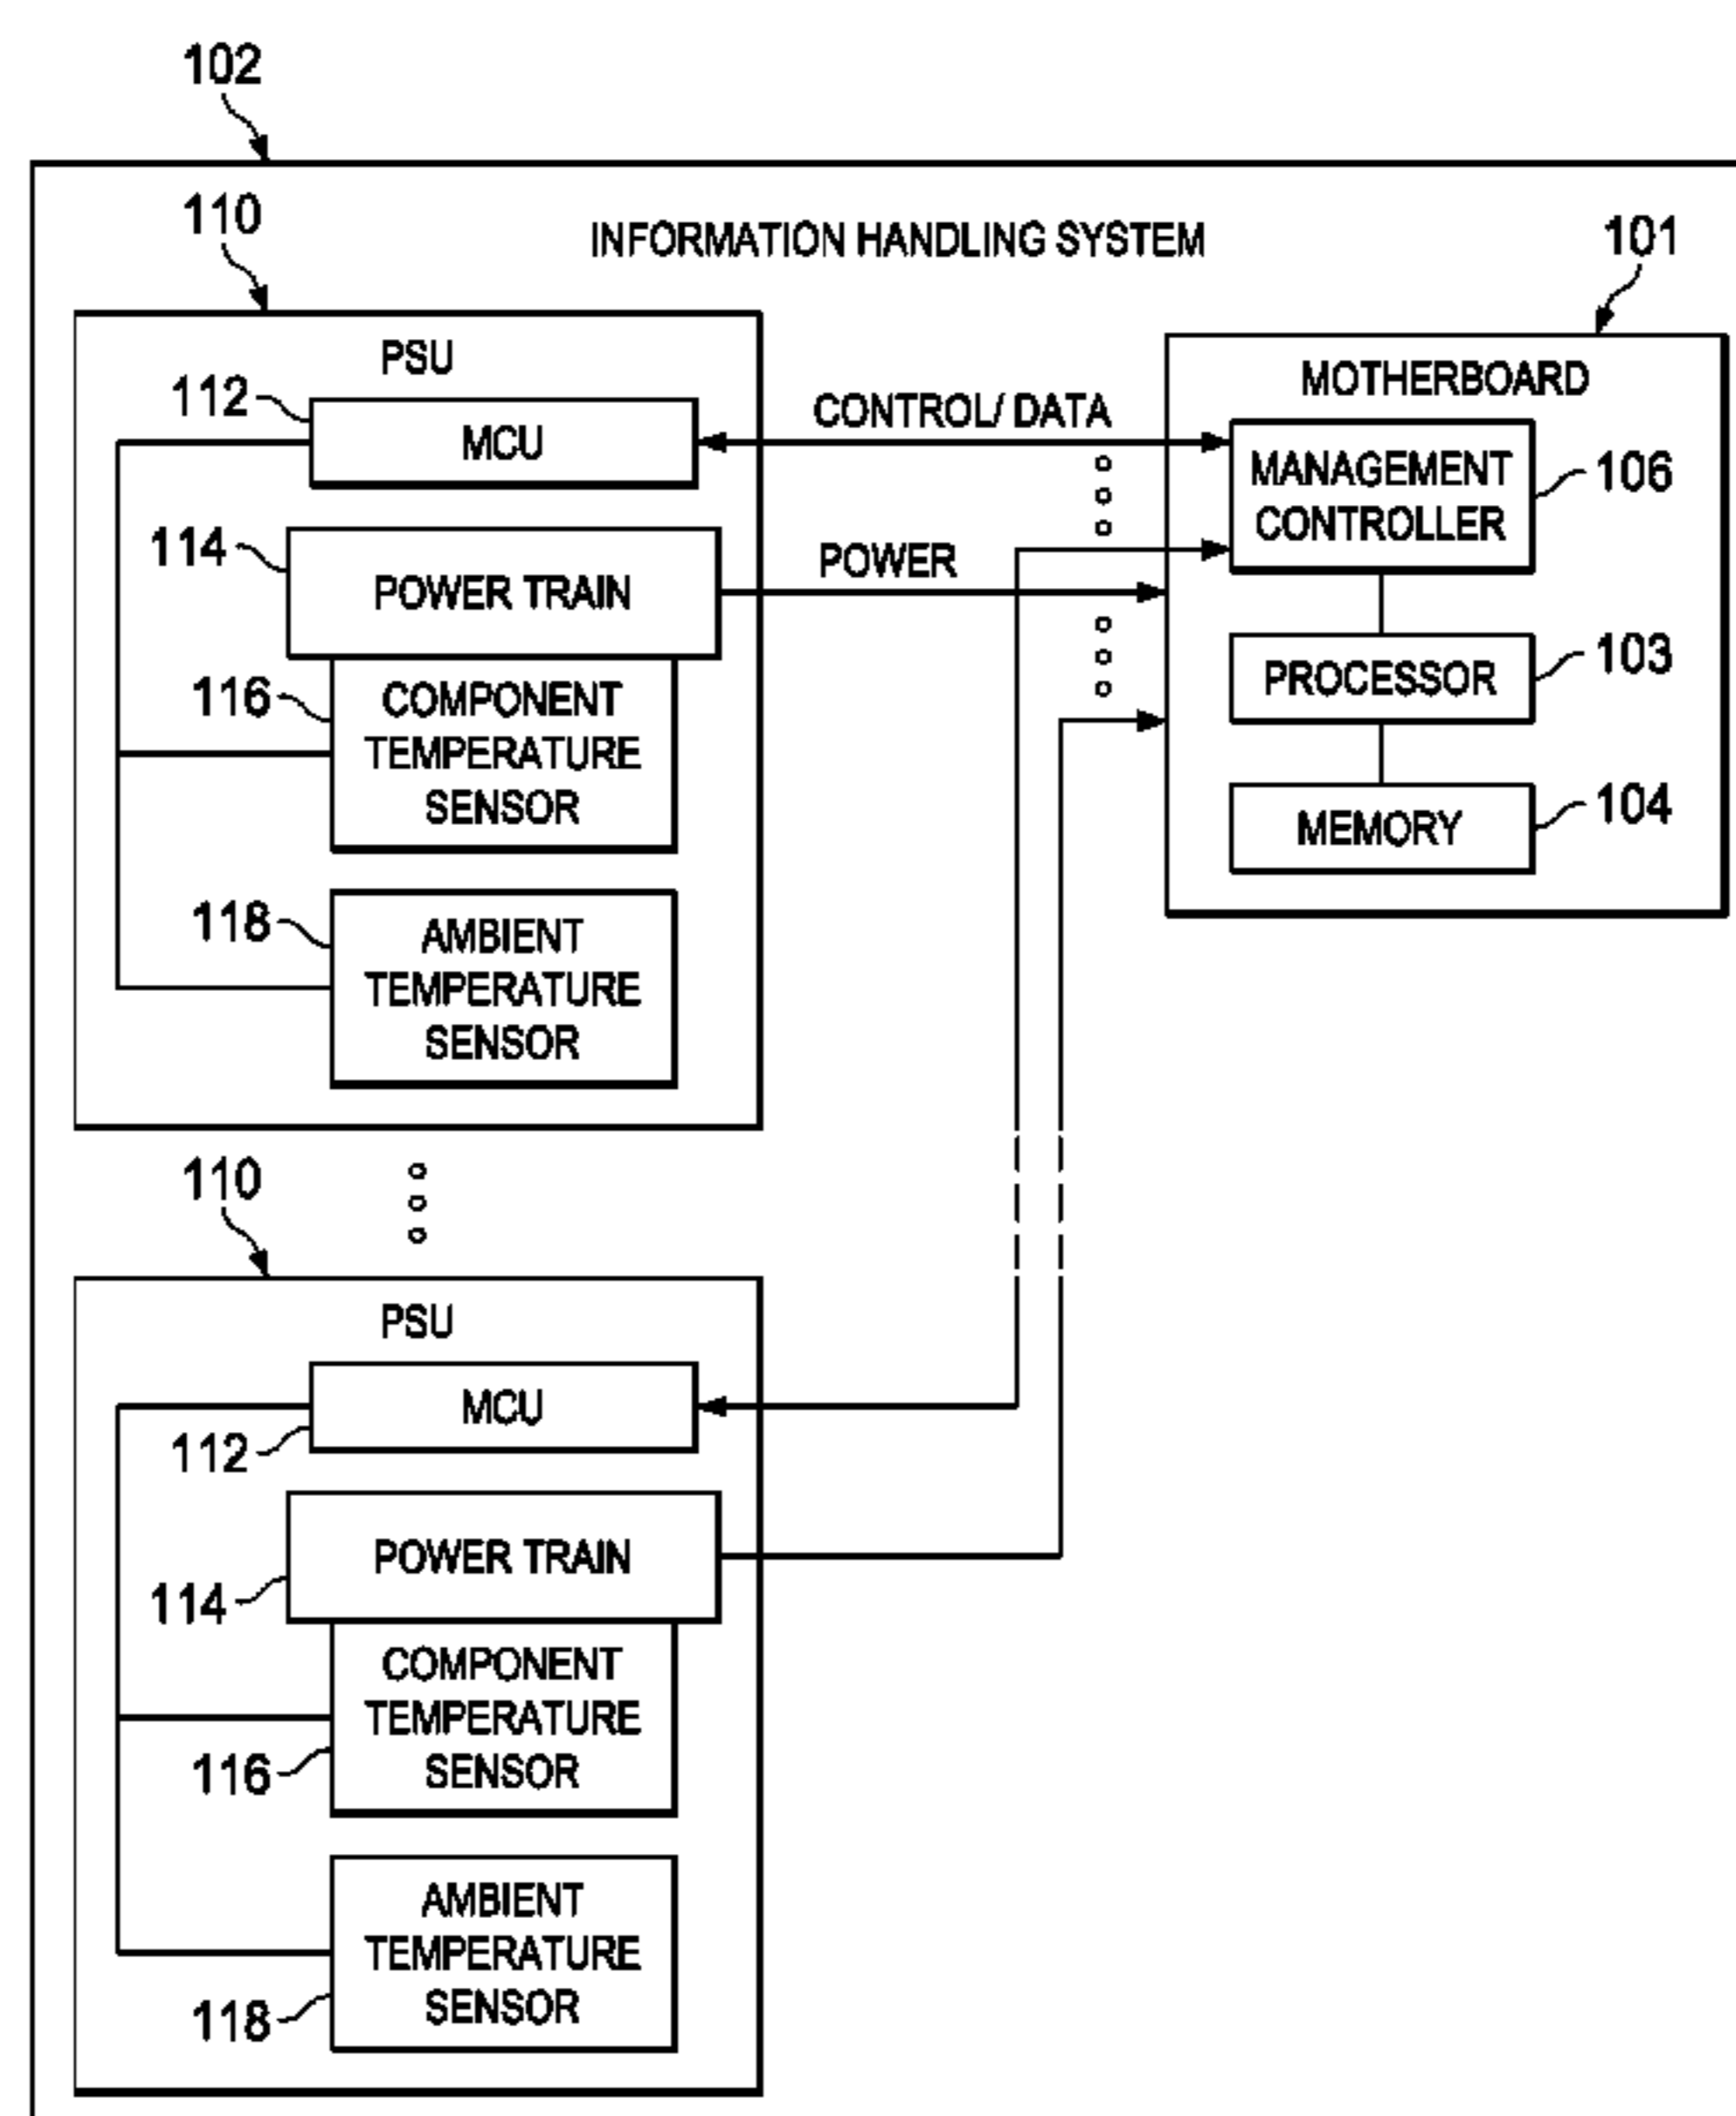 102
110
INFORMATION HANDLING SYSTEM
101
PSU
112
MCU
CONTROL/ DATA
MOTHERBOARD
MANAGEMENT
CONTROLLER
106
114
POWER TRAIN
POWER
116
COMPONENT
TEMPERATURE
SENSOR
PROCESSOR
103
MEMORY
104
118
AMBIENT
TEMPERATURE
SENSOR
110
PSU
MCU
112
POWER TRAIN
114
COMPONENT
TEMPERATURE
SENSOR
116
AMBIENT
TEMPERATURE
SENSOR
118